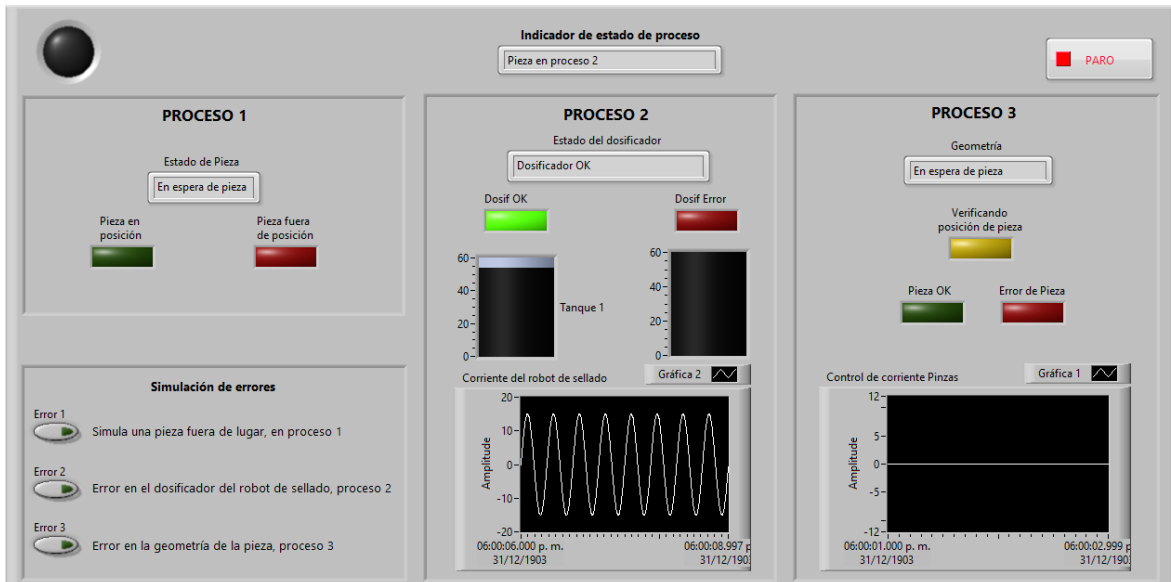 Indicador de estado de proceso
Pieza en proceso 2
PARO
PROCESO 1
Estado de Pieza
En espera de pieza
Pieza en
posición
Pieza fuera
de posición
Simulación de errores
Error 1
Simula una pieza fuera de lugar, en proceso 1
Error 2
Error en el dosificador del robot de sellado, proceso 2
Error 3
Error en la geometría de la pieza, proceso 3
PROCESO 2
Estado del dosificador
Dosificador OK
Dosif OK
Dosif Error
60
40
20
0
Tanque 1
60
40
20
0
Corriente del robot de sellado
Gráfica 2
Amplitude
20
10
0
-10
-20
06:00:06.000 p. m.
31/12/1903
06:00:08.997 p
31/12/190
PROCESO 3
Geometría
En espera de pieza
Verificando
posición de pieza
Pieza OK
Error de Pieza
Control de corriente Pinzas
Gráfica 1
Amplitude
12
5
0
-5
-12
06:00:01.000 p. m.
31/12/1903
06:00:02.999 p
31/12/190